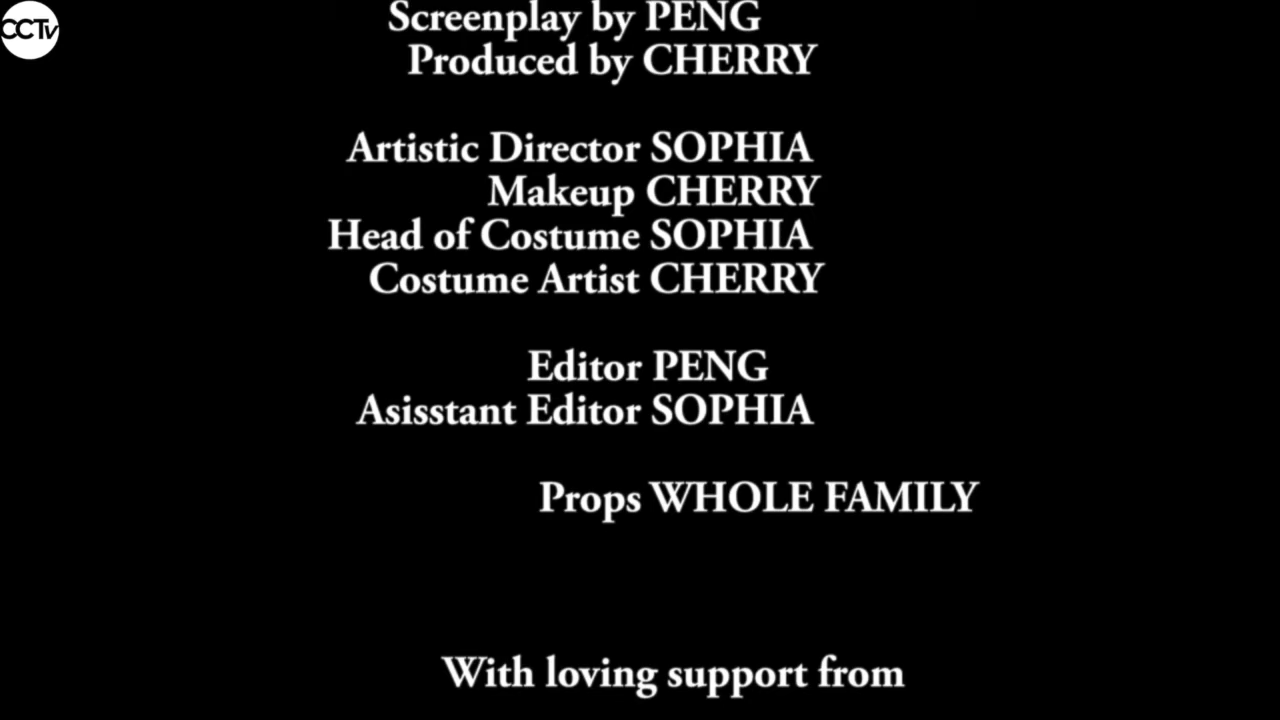 CCTv
Screenplay by PENG
Produced by CHERRY
Artistic Director SOPHIA
Makeup CHERRY
Head of Costume SOPHIA
Costume Artist CHERRY
Editor PENG
Asisstant Editor SOPHIA
Props WHOLE FAMILY
With loving support from